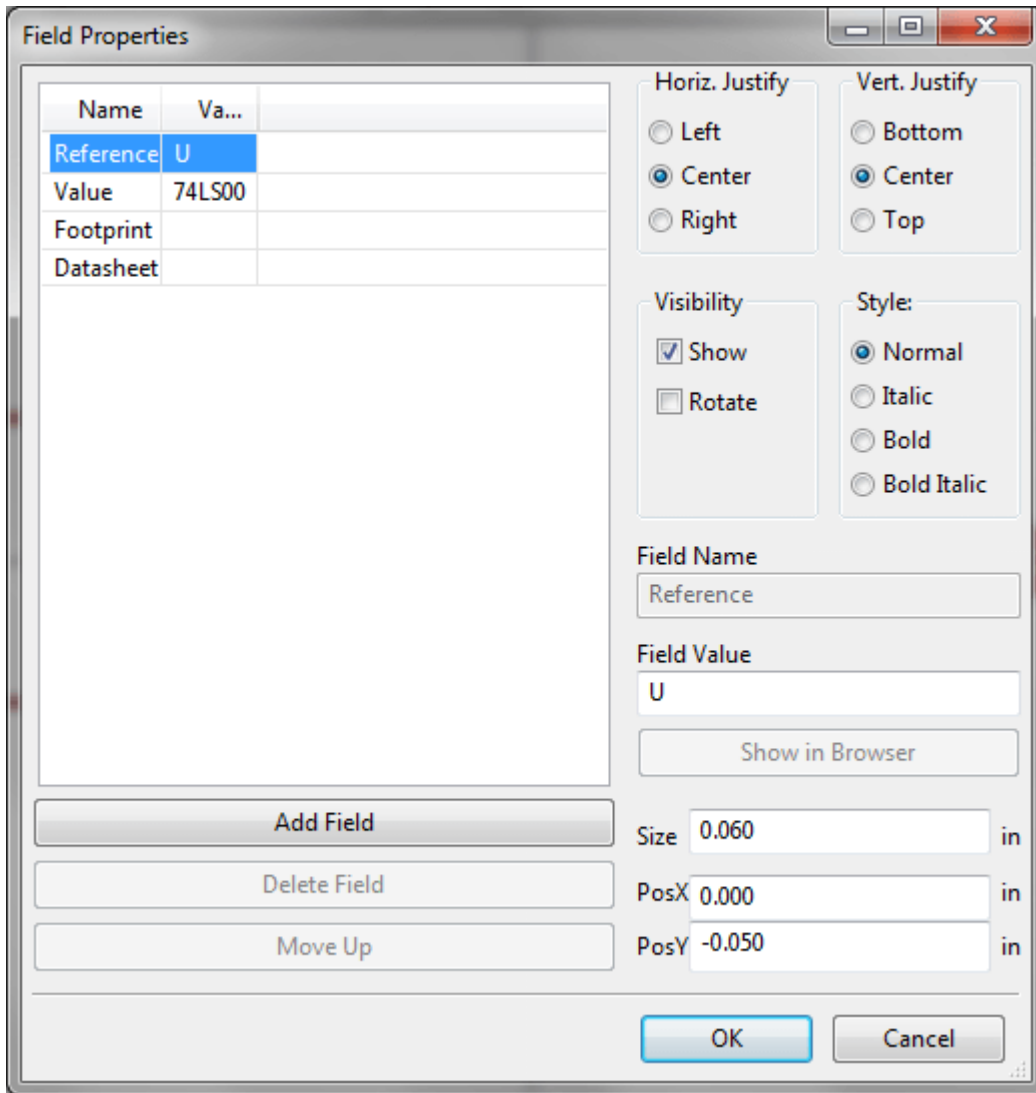 Field Properties
Name Va...
Reference U
Value 74LS00
Footprint
Datasheet
Add Field
Delete Field
Move Up
Horiz. Justify
Left
Center
Right
Vert. Justify
Bottom
Center
Top
Visibility
Show
Rotate
Style:
Normal
Italic
Bold
Bold Italic
Field Name
Reference
Field Value
U
Show in Browser
Size 0.060 in
PosX 0.000 in
PosY -0.050 in
OK Cancel